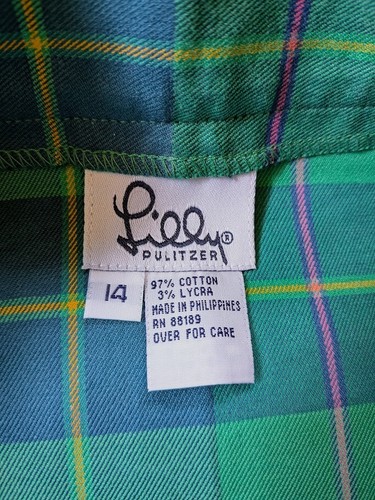 Lilly®
PULITZER
14
97% COTTON
3% LYCRA
MADE IN PHILIPPINES
RN 88189
OVER FOR CARE